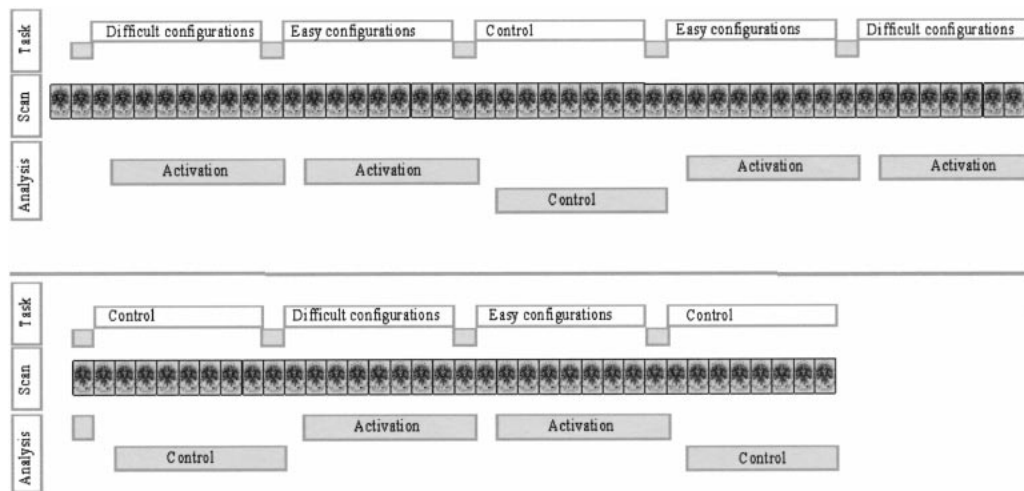 Task
Difficult configurations Easy configurations Control Easy configurations Difficult configurations
Scan
Analysis
Activation Activation Activation Activation
Control
Task
Control Difficult configurations Easy configurations Control
Scan
Analysis
Activation Activation
Control Control